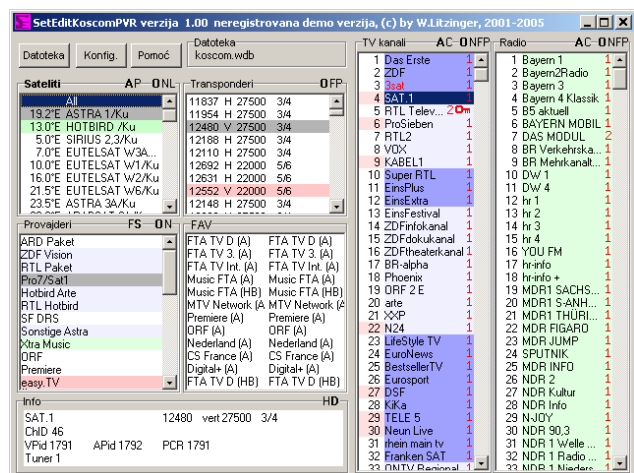 SetEditKoscomPVR verzija 1.00 neregistrovana demo verzija, (c) by W.Litzinger, 2001-2005
Datoteka Konfig. Pomoć
Datoteka
koscom.wdb
Sateliti AP ONL
All
19.2°E ASTRA 1/Ku
13.0°E HOTBIRD /Ku
5.0°E SIRIUS 2,3/Ku
7.0°E EUTELSAT W3A...
10.0°E EUTELSAT W1/Ku
16.0°E EUTELSAT W2/Ku
21.5°E EUTELSAT W6/Ku
23.5°E ASTRA 3A/Ku
Transponderi OFP
11837 H 27500 3/4
11954 H 27500 3/4
12480 V 27500 3/4
12188 H 27500 3/4
12110 H 27500 3/4
12692 H 22000 5/6
12631 H 22000 5/6
12552 V 22000 5/6
12148 H 27500 3/4
Provajderi FS ON
ARD Paket
ZDF Vision
RTL Paket
Pro7/Sat1
Hotbird Arte
RTL Hotbird
SF DRS
Sonstige Astra
Xtra Music
ORF
Premiere
easy.TV
FAV
FTA TV D (A) FTA TV D (A)
FTA TV 3. (A) FTA TV 3. (A)
FTA TV Int. (A) FTA TV Int. (A)
Music FTA (A) Music FTA (A)
Music FTA (HB) Music FTA (HB)
MTV Network (A MTV Network (A
Premiere (A) Premiere (A)
ORF (A) ORF (A)
Nederland (A) Nederland (A)
CS France (A) CS France (A)
Digital+ (A) Digital+ (A)
FTA TV D (HB) FTA TV D (HB)
Info HD
SAT.1 12480 vert 27500 3/4
ChID 46
VPid 1791 APid 1792 PCR 1791
Tuner 1
TV kanali AC ONFP
1 Das Erste 1
2 ZDF 1
3 3sat 1
4 SAT.1 1
5 RTL Telev... 2
6 ProSieben 1
7 RTL2 1
8 VOX 1
9 KABEL1 1
10 Super RTL 1
11 EinsPlus 1
12 EinsExtra 1
13 EinsFestival 1
14 ZDFinfokanal 1
15 ZDFdokukanal 1
16 ZDFtheaterkanal 1
17 BR-alpha 1
18 Phoenix 1
19 ORF 2 E 1
20 arte 1
21 XXP 1
22 N24 1
23 LifeStyle TV 1
24 EuroNews 1
25 BestsellerTV 1
26 Eurosport 1
27 DSF 1
28 KiKa 1
29 TELE 5 1
30 Neun Live 1
31 rhein main tv 1
32 Franken SAT 1
33 ONTV Regional 1
Radio AC ONFP
1 Bayern 1 1
2 Bayern2Radio 1
3 Bayern 3 1
4 Bayern 4 Klassik 1
5 B5 aktuell 1
6 BAYERN MOBIL 1
7 DAS MODUL 2
8 BR Verkehrska... 1
9 BR Mehrkanalt... 1
10 DW 1 1
11 DW 4 1
12 hr 1 1
13 hr 2 1
14 hr 3 1
15 hr 4 1
16 YOU FM 1
17 hr-info 1
18 hr-info + 1
19 MDR1 SACHS... 1
20 MDR1 S-ANH... 1
21 MDR1 THÜRI... 1
22 MDR FIGARO 1
23 MDR JUMP 1
24 SPUTNIK 1
25 MDR INFO 1
26 NDR 2 1
27 NDR Kultur 1
28 NDR Info 1
29 N-JOY 1
30 NDR 90,3 1
31 NDR 1 Welle ... 1
32 NDR 1 Radio ... 1
33 NDR 1 Nieders... 1